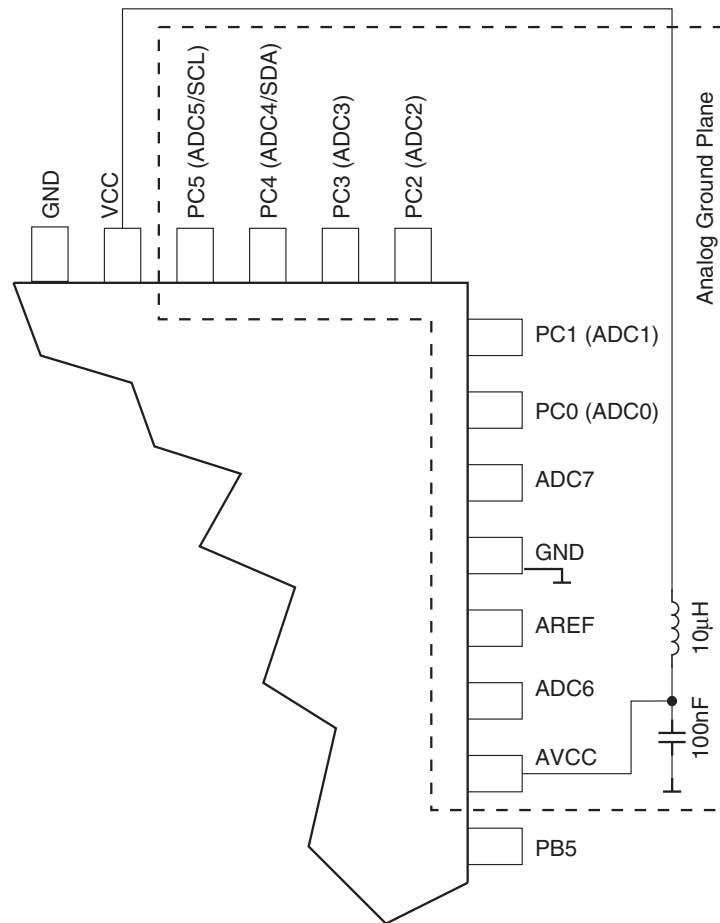 GND
VCC
PC5 (ADC5/SCL)
PC4 (ADC4/SDA)
PC3 (ADC3)
PC2 (ADC2)
Analog Ground Plane
PC1 (ADC1)
PC0 (ADC0)
ADC7
GND
AREF
ADC6
AVCC
PB5
10μH
100nF